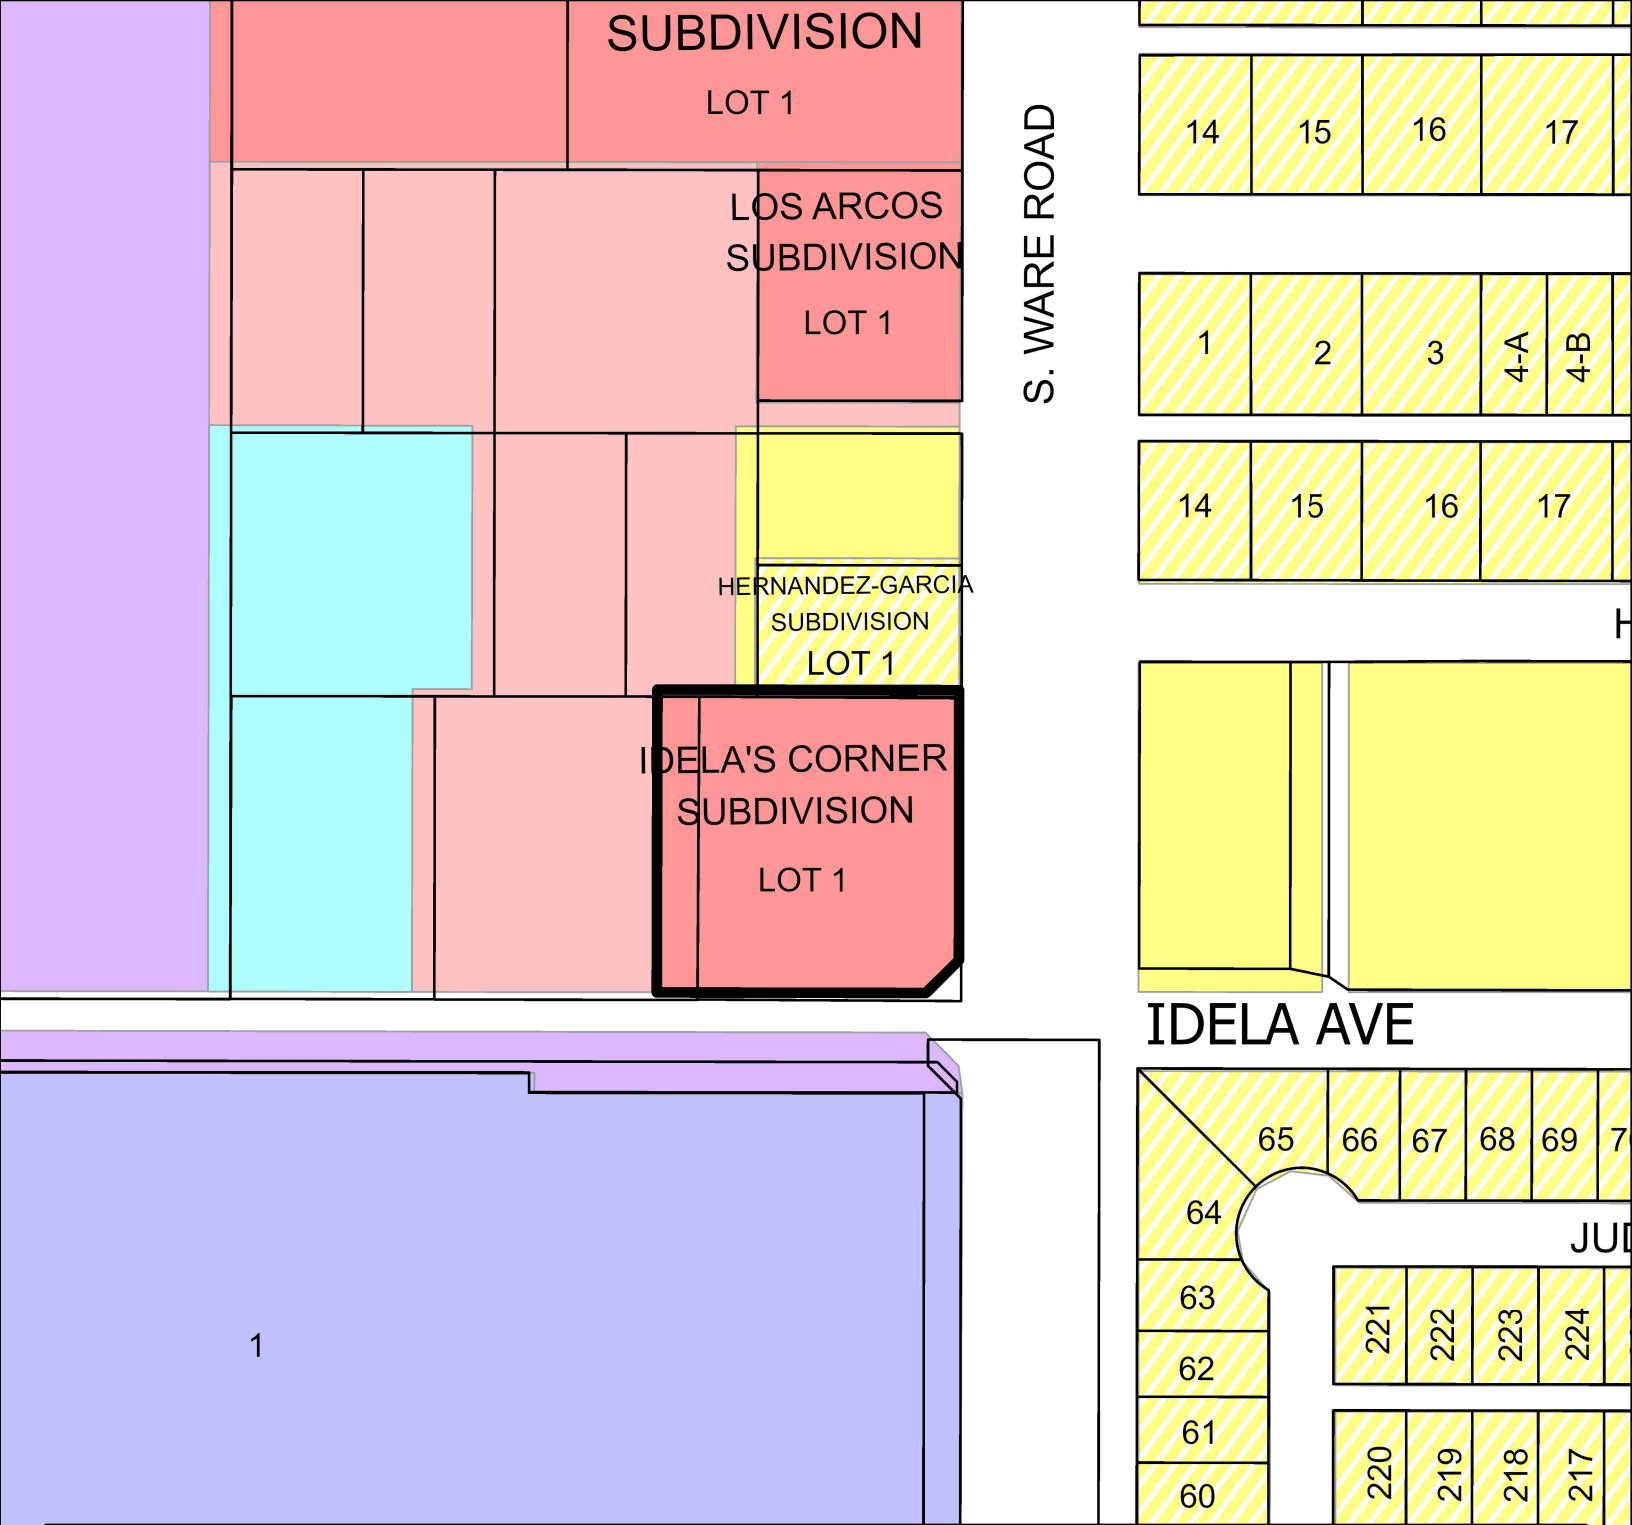 SUBDIVISION
LOT 1
S. WARE ROAD
14
15
16
17
LOS ARCOS
SUBDIVISION
LOT 1
1
2
3
4-A
4-B
14
15
16
17
HERNANDEZ-GARCIA
SUBDIVISION
LOT 1
IDELA'S CORNER
SUBDIVISION
LOT 1
IDELA AVE
65
66
67
68
69
64
63
62
61
60
221
222
223
224
220
219
218
217
1